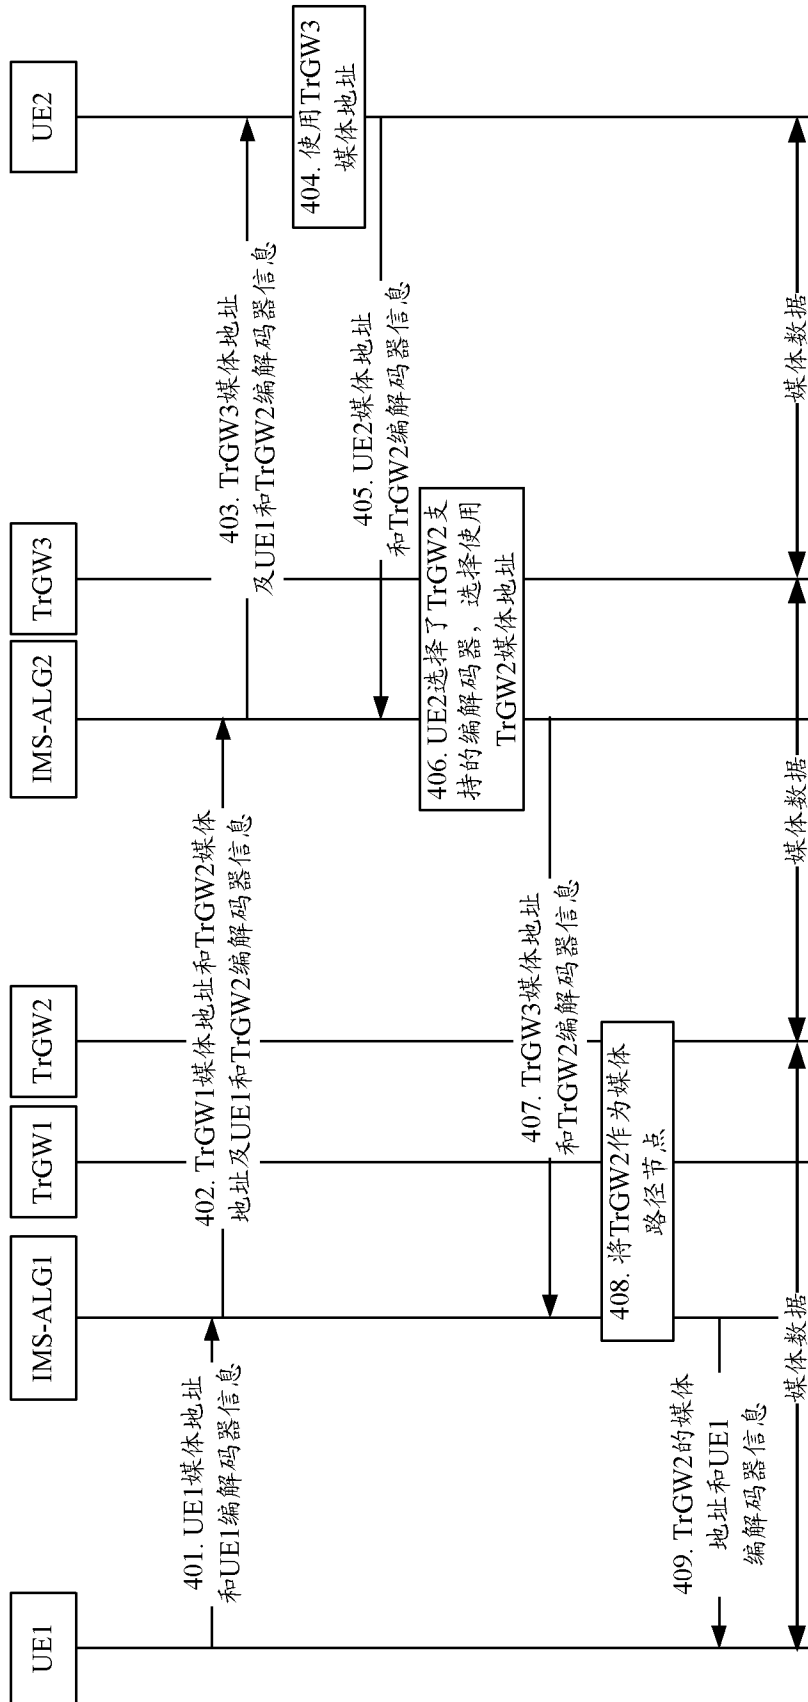 UE1
IMS-ALG1
TrGW1
TrGW2
IMS-ALG2
TrGW3
UE2
401. UE1媒体地址
和UE1编解码器信息
402. TrGW1媒体地址和TrGW2媒体
地址及UE1和TrGW2编解码器信息
403. TrGW3媒体地址
及UE1和TrGW2编解码器信息
404. 使用TrGW3
媒体地址
405. UE2媒体地址
和TrGW2编解码器信息
406. UE2选择了TrGW2支
持的编解码器，选择使用
TrGW2媒体地址
407. TrGW3媒体地址
和TrGW2编解码器信息
408. 将TrGW2作为媒体
路径节点
409. TrGW2的媒体
地址和UE1
编解码器信息
媒体数据
媒体数据
媒体数据